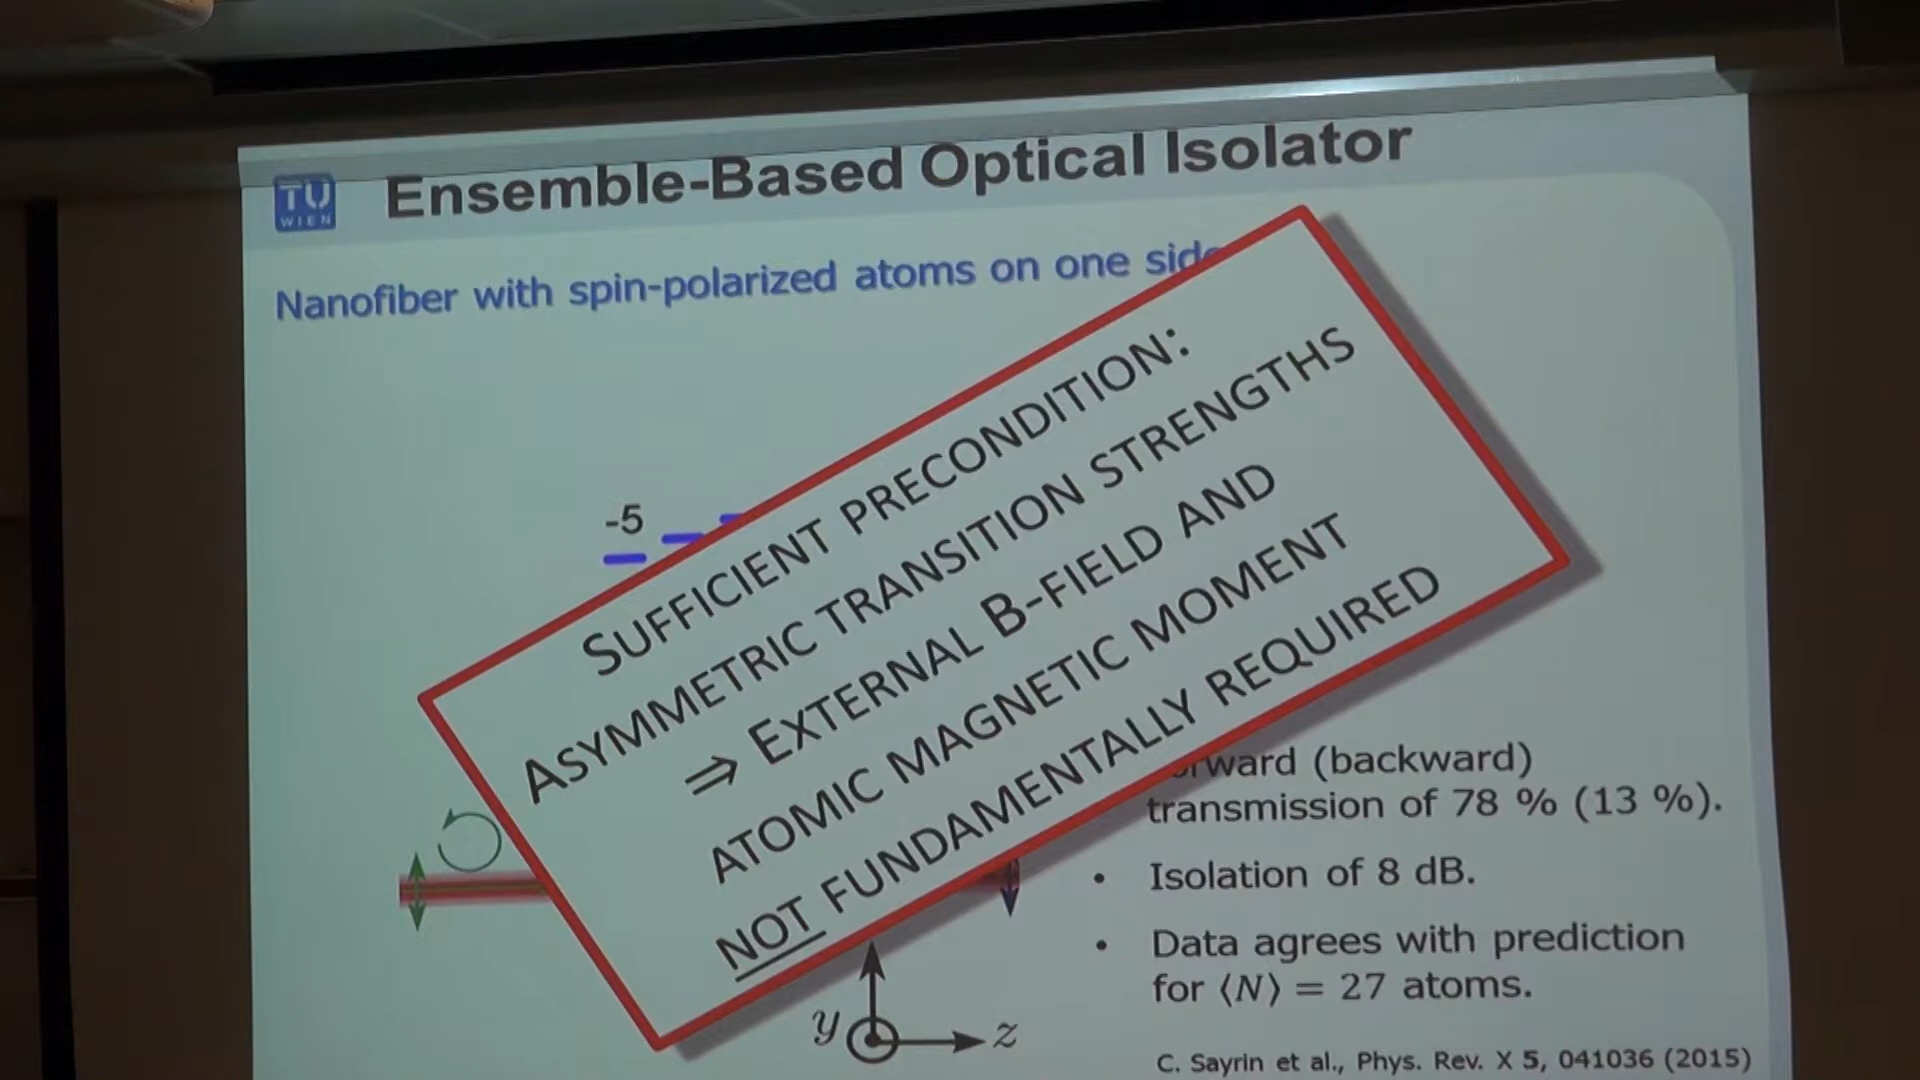 TU
WIEN
Ensemble-Based Optical Isolator
Nanofiber with spin-polarized atoms on one side
-5
SUFFICIENT PRECONDITION:
ASYMMETRIC TRANSITION STRENGTHS
⇒ EXTERNAL B-FIELD AND
ATOMIC MAGNETIC MOMENT
NOT FUNDAMENTALLY REQUIRED
(backward)
transmission of 78 % (13 %).
• Isolation of 8 dB.
• Data agrees with prediction
for ⟨N⟩ = 27 atoms.
y
z
C. Sayrin et al., Phys. Rev. X 5, 041036 (2015)